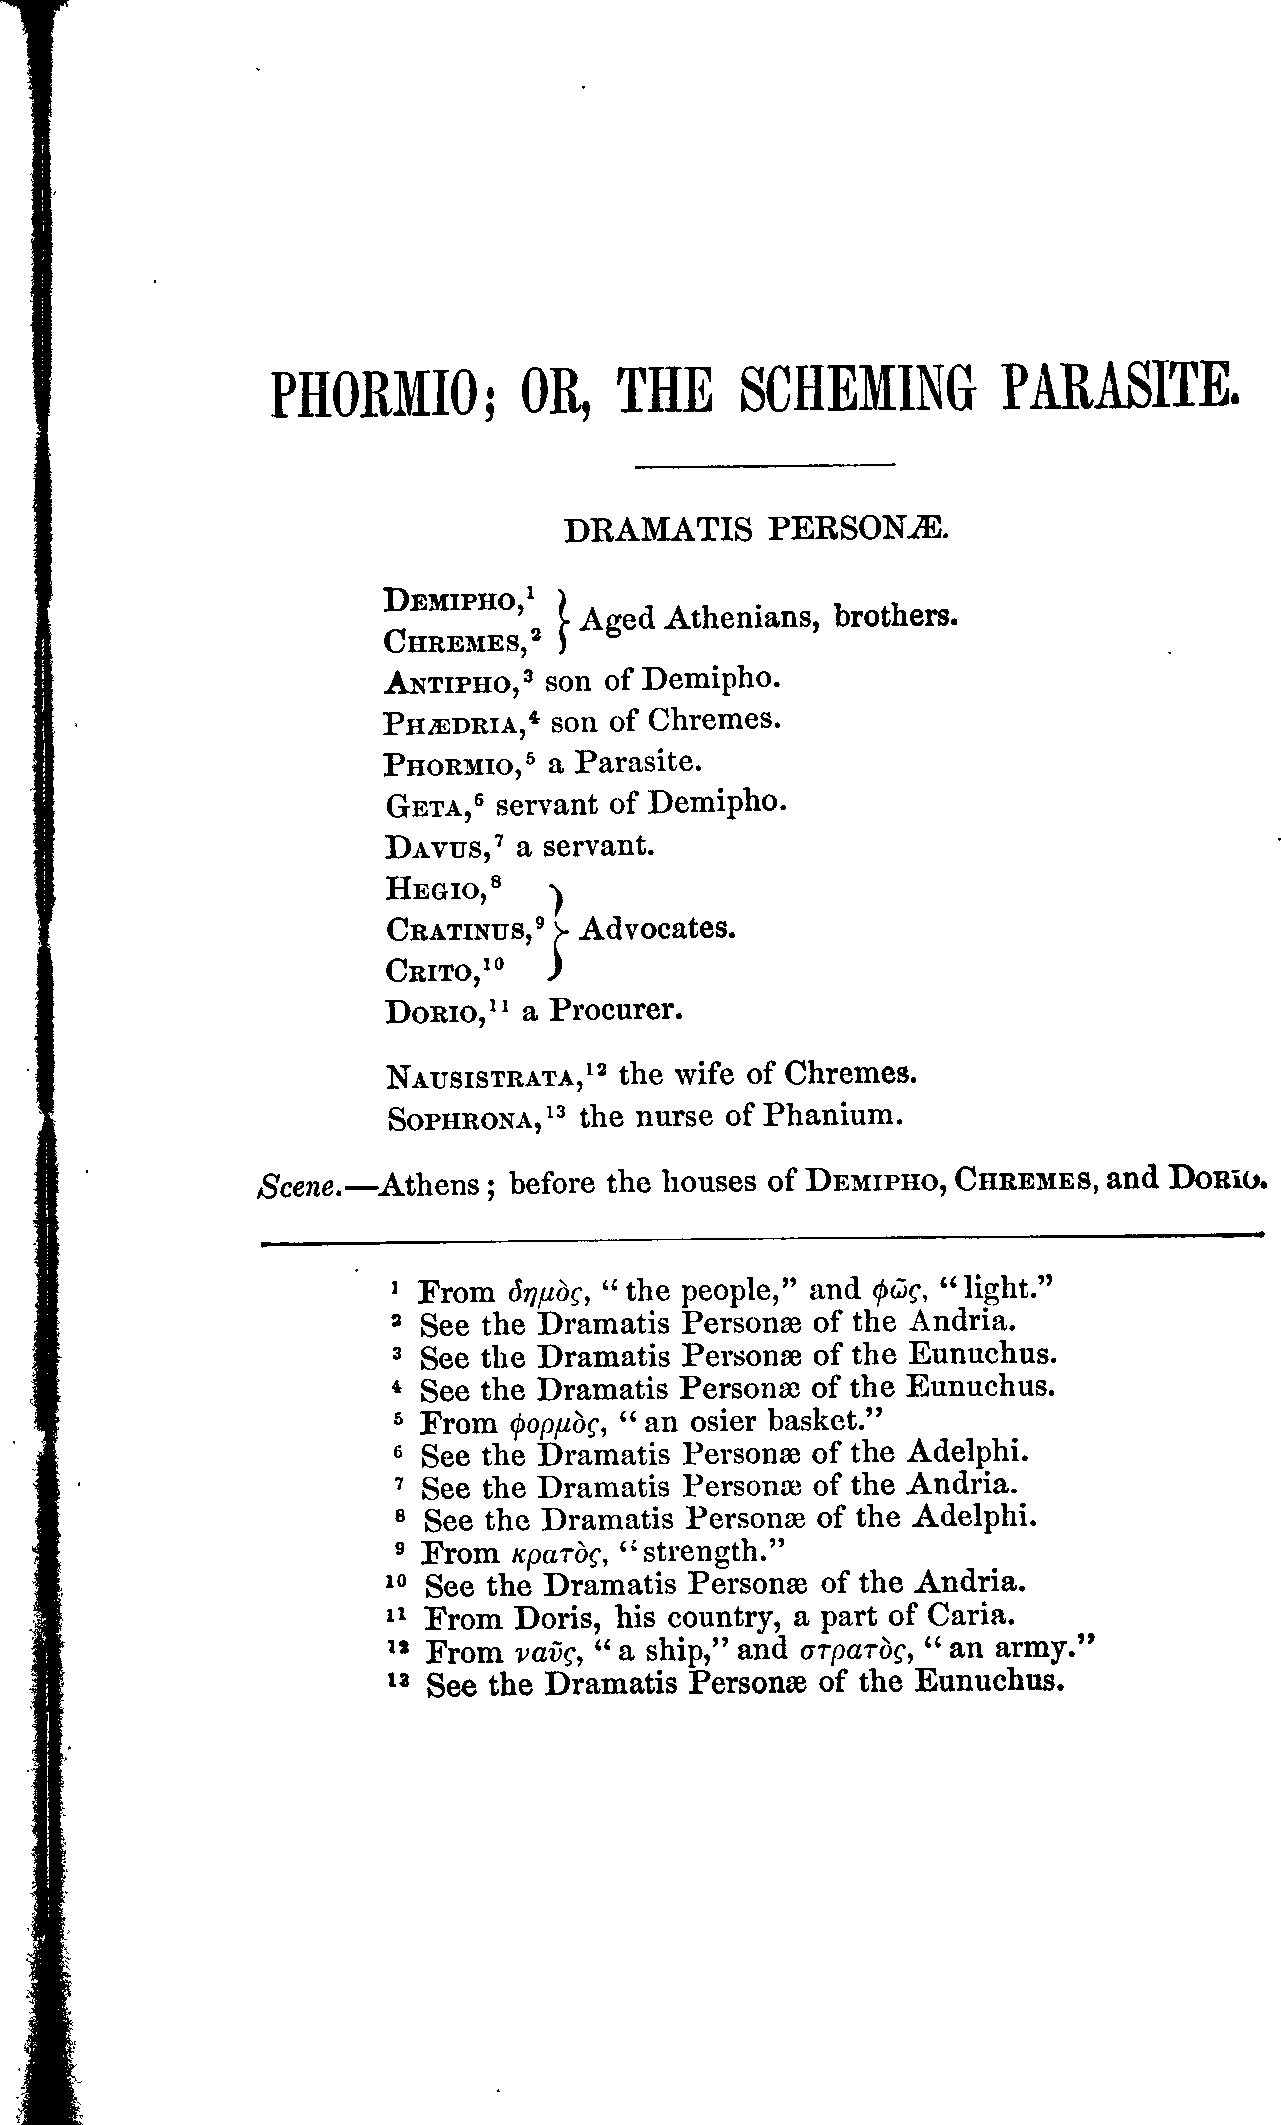 PHORMIO; OR, THE SCHEMING PARASITE.
DRAMATIS PERSONÆ.
DEMIPHO,¹
CHREMES,² } Aged Athenians, brothers.
ANTIPHO,³ son of Demipho.
PHÆDRIA,⁴ son of Chremes.
PHORMIO,⁵ a Parasite.
GETA,⁶ servant of Demipho.
DAVUS,⁷ a servant.
HEGIO,⁸
CRATINUS,⁹ } Advocates.
CRITO,¹⁰
DORIO,¹¹ a Procurer.
NAUSISTRATA,¹² the wife of Chremes.
SOPHRONA,¹³ the nurse of Phanium.
Scene.—Athens; before the houses of DEMIPHO, CHREMES, and DORIO.
¹ From δημὸς, “the people,” and φῶς, “light.”
² See the Dramatis Personæ of the Andria.
³ See the Dramatis Personæ of the Eunuchus.
⁴ See the Dramatis Personæ of the Eunuchus.
⁵ From φορμὸς, “an osier basket.”
⁶ See the Dramatis Personæ of the Adelphi.
⁷ See the Dramatis Personæ of the Andria.
⁸ See the Dramatis Personæ of the Adelphi.
⁹ From κρατὸς, “strength.”
¹⁰ See the Dramatis Personæ of the Andria.
¹¹ From Doris, his country, a part of Caria.
¹² From ναῦς, “a ship,” and στρατὸς, “an army.”
¹³ See the Dramatis Personæ of the Eunuchus.